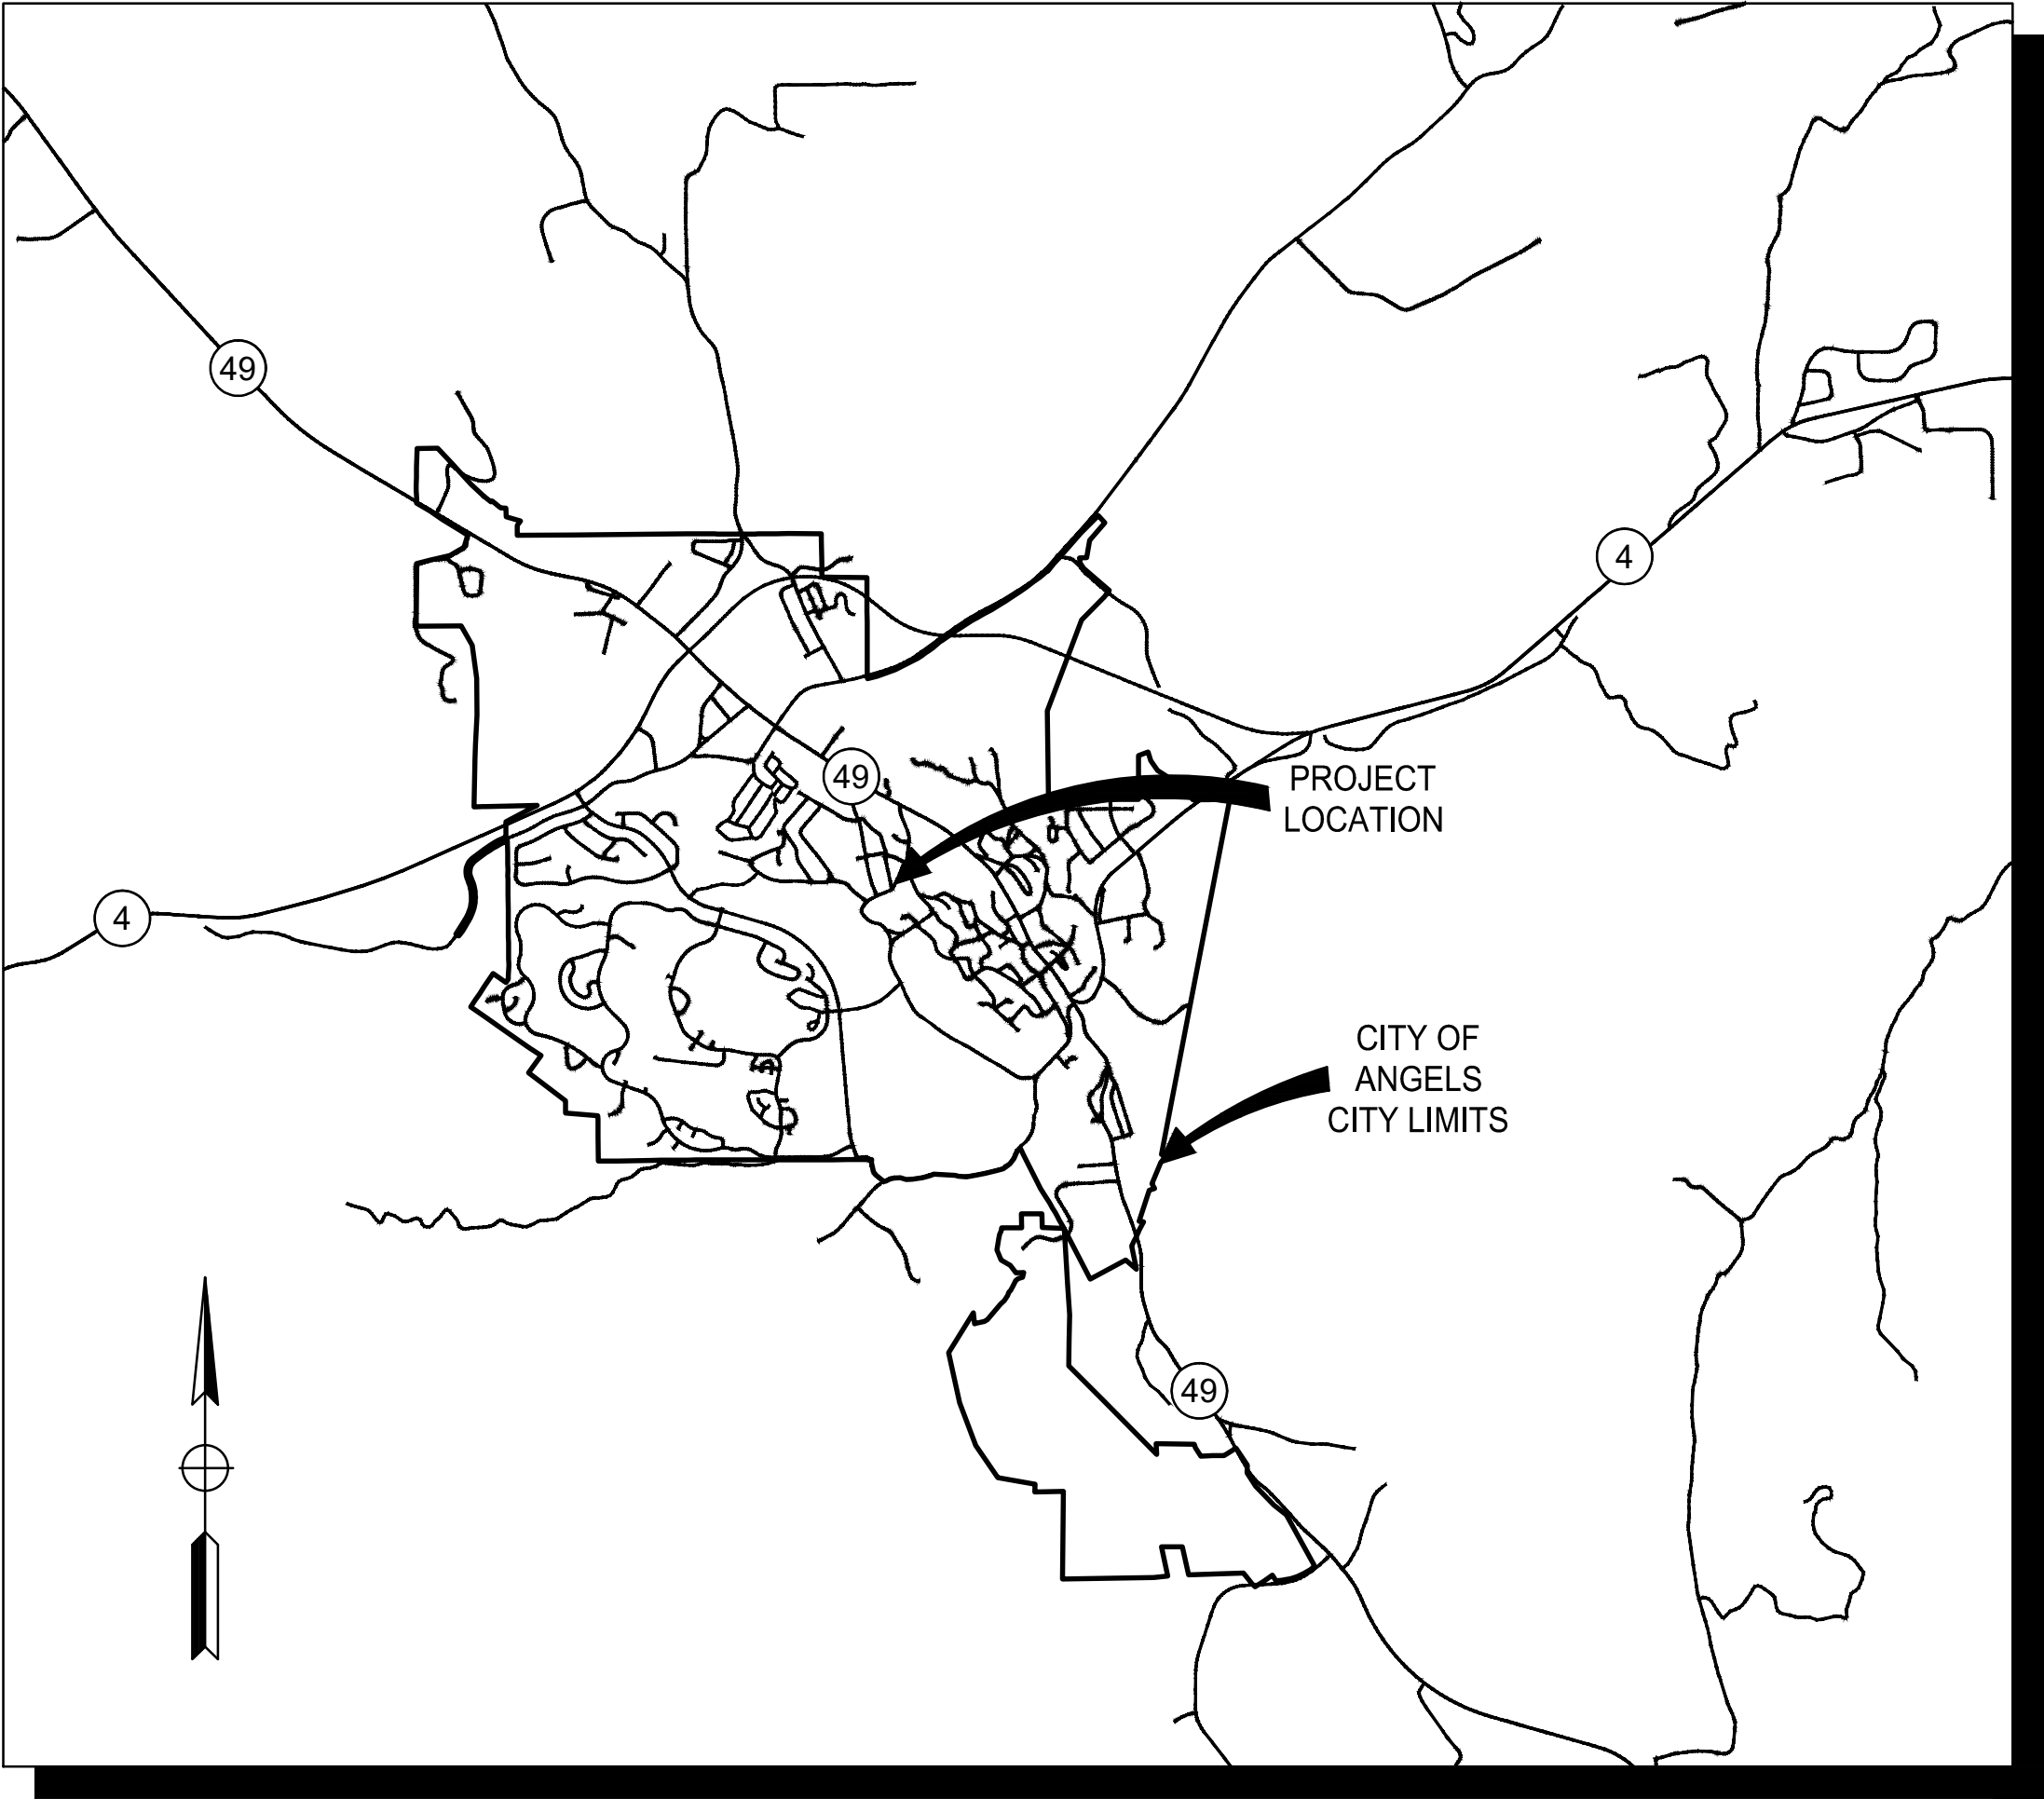 49
4
49
PROJECT
LOCATION
4
CITY OF
ANGELS
CITY LIMITS
49